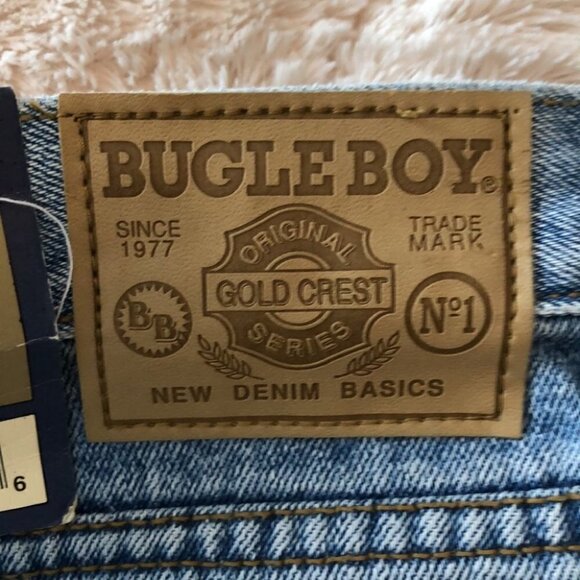 BUGLE BOY®
SINCE
1977
ORIGINAL
GOLD CREST
SERIES
TRADE
MARK
BB
Nº1
NEW DENIM BASICS
6